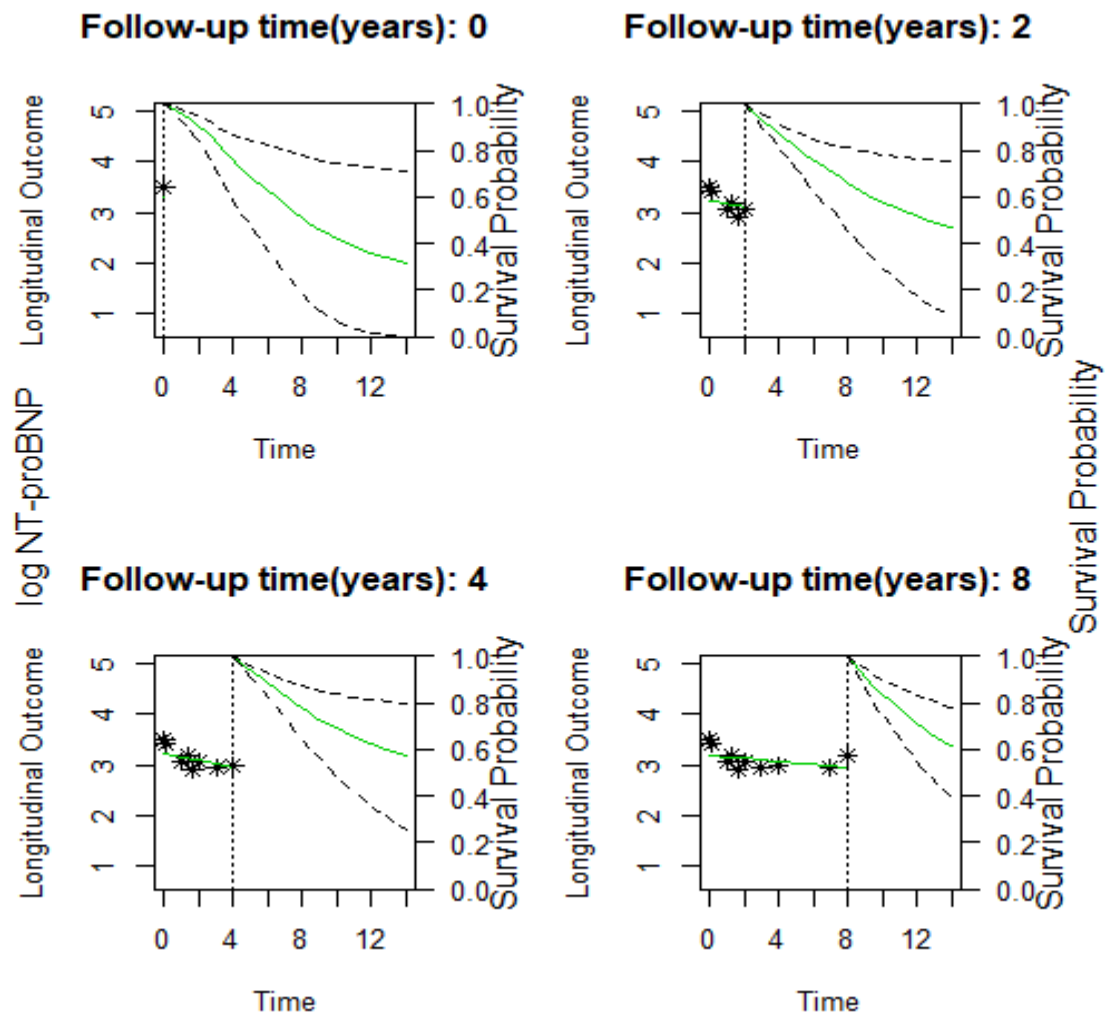 Follow-up time(years): 0
Longitudinal Outcome
5
4
3
2
1
1.0
0.8
0.6
0.4
0.2
0.0
Survival Probability
0 4 8 12
Time
Follow-up time(years): 2
Longitudinal Outcome
5
4
3
2
1
1.0
0.8
0.6
0.4
0.2
0.0
Survival Probability
0 4 8 12
Time
log NT-proBNP
Survival Probability
Follow-up time(years): 4
Longitudinal Outcome
5
4
3
2
1
1.0
0.8
0.6
0.4
0.2
0.0
Survival Probability
0 4 8 12
Time
Follow-up time(years): 8
Longitudinal Outcome
5
4
3
2
1
1.0
0.8
0.6
0.4
0.2
0.0
Survival Probability
0 4 8 12
Time